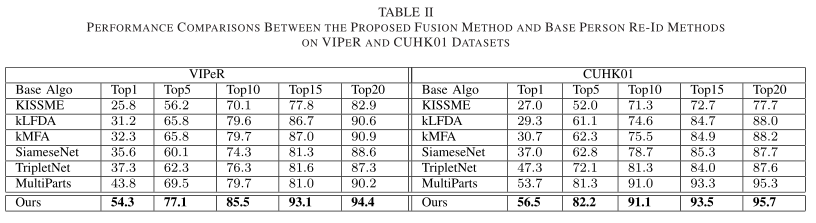 TABLE II
PERFORMANCE COMPARISONS BETWEEN THE PROPOSED FUSION METHOD AND BASE PERSON RE-ID METHODS
ON VIPER AND CUHK01 DATASETS
VIPeR CUHK01
Base Algo Top1 Top5 Top10 Top15 Top20 Base Algo Top1 Top5 Top10 Top15 Top20
KISSME 25.8 56.2 70.1 77.8 82.9 KISSME 27.0 52.0 71.3 72.7 77.7
kLFDA 31.2 65.8 79.6 86.7 90.6 kLFDA 29.3 61.1 74.6 84.7 88.0
kMFA 32.3 65.8 79.7 87.0 90.9 kMFA 30.7 62.3 75.5 84.9 88.2
SiameseNet 35.6 60.1 74.3 81.3 88.6 SiameseNet 37.0 62.8 78.7 85.3 87.7
TripletNet 37.3 62.3 76.3 81.6 87.3 TripletNet 47.3 72.1 81.3 84.0 87.6
MultiParts 43.8 69.5 79.7 81.0 90.2 MultiParts 53.7 81.3 91.0 93.3 95.3
Ours 54.3 77.1 85.5 93.1 94.4 Ours 56.5 82.2 91.1 93.5 95.7